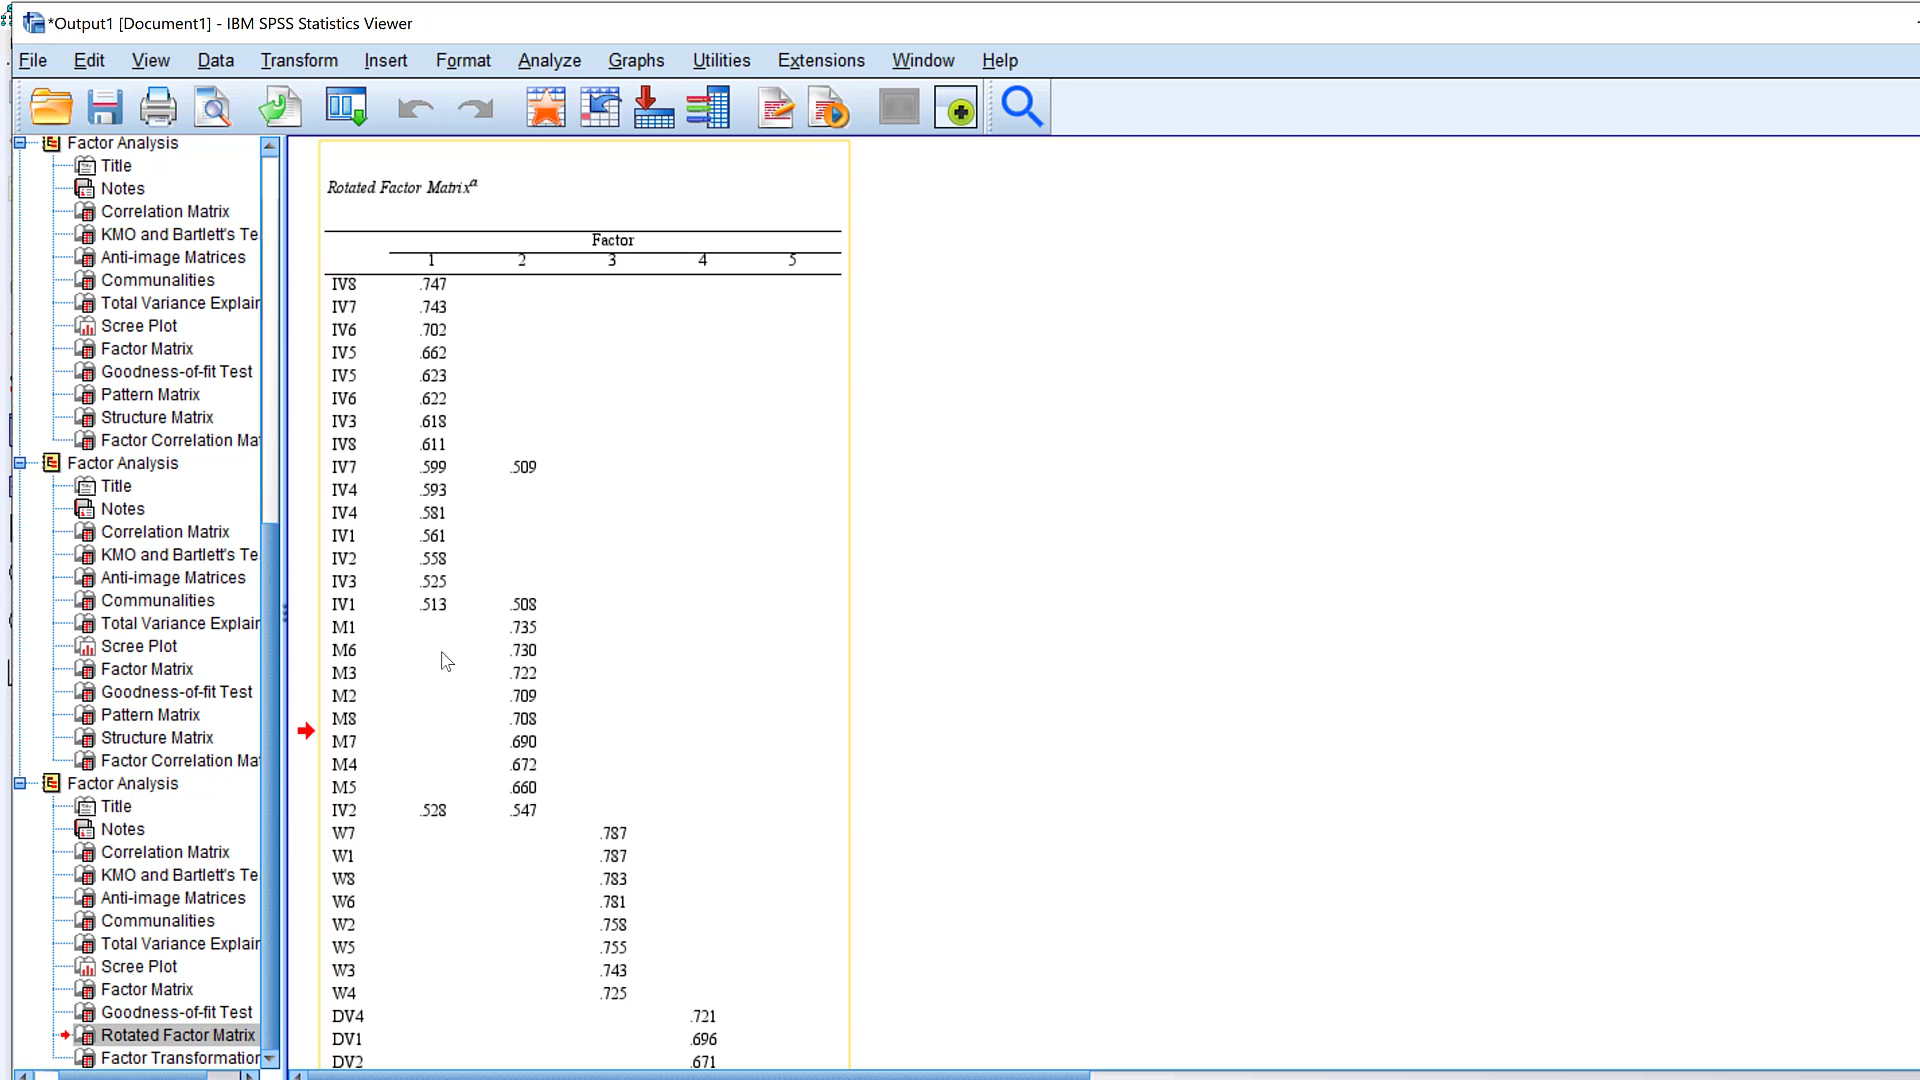 *Output1 [Document1] - IBM SPSS Statistics Viewer
File Edit View Data Transform Insert Format Analyze Graphs Utilities Extensions Window Help
Factor Analysis
Title
Notes
Correlation Matrix
KMO and Bartlett's Te
Anti-image Matrices
Communalities
Total Variance Explair
Scree Plot
Factor Matrix
Goodness-of-fit Test
Pattern Matrix
Structure Matrix
Factor Correlation Ma
Factor Analysis
Title
Notes
Correlation Matrix
KMO and Bartlett's Te
Anti-image Matrices
Communalities
Total Variance Explair
Scree Plot
Factor Matrix
Goodness-of-fit Test
Pattern Matrix
Structure Matrix
Factor Correlation Ma
Factor Analysis
Title
Notes
Correlation Matrix
KMO and Bartlett's Te
Anti-image Matrices
Communalities
Total Variance Explair
Scree Plot
Factor Matrix
Goodness-of-fit Test
Rotated Factor Matrix
Factor Transformation
Rotated Factor Matrixa
Factor
1 2 3 4 5
IV8 .747
IV7 .743
IV6 .702
IV5 .662
IV5 .623
IV6 .622
IV3 .618
IV8 .611
IV7 .599 .509
IV4 .593
IV4 .581
IV1 .561
IV2 .558
IV3 .525
IV1 .513 .508
M1 .735
M6 .730
M3 .722
M2 .709
M8 .708
M7 .690
M4 .672
M5 .660
IV2 .528 .547
W7 .787
W1 .787
W8 .783
W6 .781
W2 .758
W5 .755
W3 .743
W4 .725
DV4 .721
DV1 .696
DV2 .671